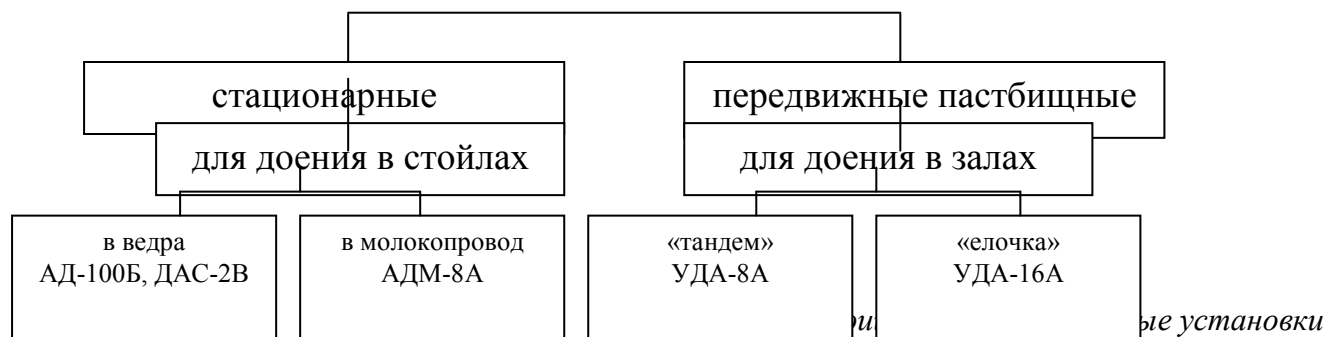 стационарные
передвижные пастбищные
для доения в стойлах
для доения в залах
в ведра
АД-100Б, ДАС-2В
в молокопровод
АДМ-8А
«тандем»
УДА-8А
«елочка»
УДА-16А
установки